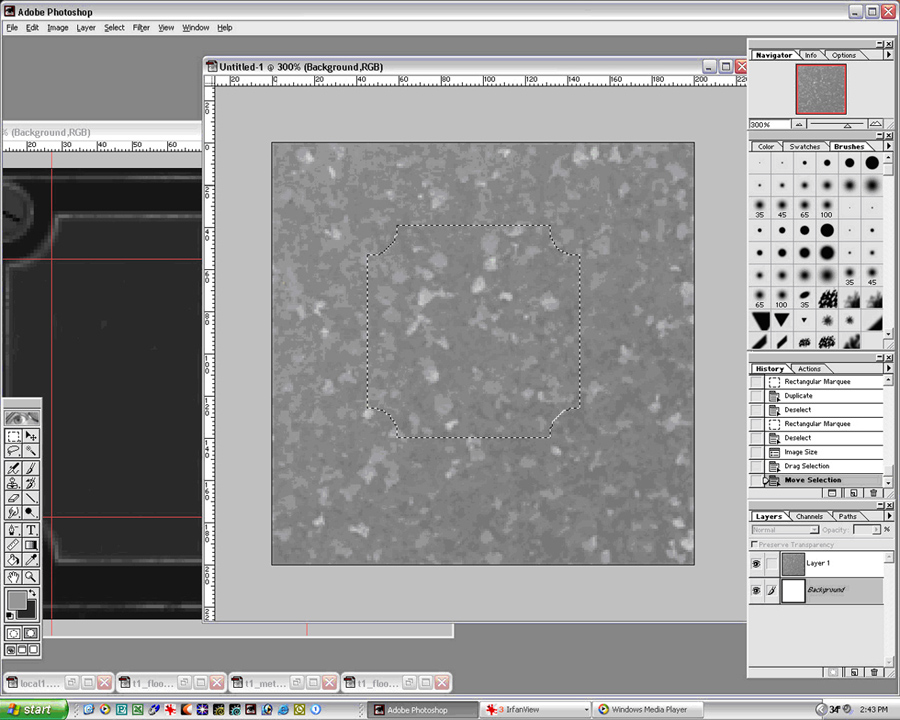 Adobe Photoshop
File Edit Image Layer Select Filter View Window Help
Untitled-1 @ 300% (Background,RGB)
20 0 20 40 60 80 100 120 140 160 180 200
% (Background,RGB)
20 30 40 50 60
Navigator Info Options
300%
Color Swatches Brushes
35 45 65 100
35 45
65 100 35
History Actions
Rectangular Marquee
Duplicate
Deselect
Rectangular Marquee
Deselect
Image Size
Drag Selection
Move Selection
Layers Channels Paths
Normal Opacity: %
Preserve Transparency
Layer 1
Background
local1.... t1_floo... t1_met... t1_floo...
start Adobe Photoshop 3 IrfanView Windows Media Player 34° 2:43 PM